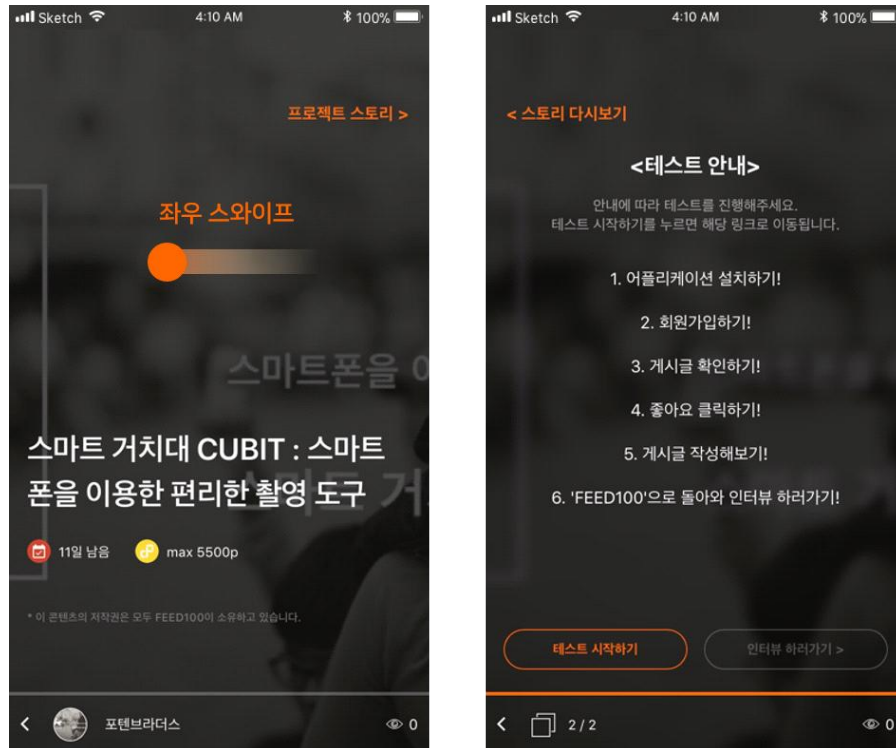 Sketch 4:10 AM 100%
프로젝트 스토리 >
좌우 스와이프
스마트폰을 이
스마트 거치대 CUBIT : 스마트
폰을 이용한 편리한 촬영 도구
11일 남음 max 5500p
* 이 콘텐츠의 저작권은 모두 FEED100이 소유하고 있습니다.
< 포텐브라더스 0
Sketch 4:10 AM 100%
< 스토리 다시보기
<테스트 안내>
안내에 따라 테스트를 진행해주세요.
테스트 시작하기를 누르면 해당 링크로 이동됩니다.
1. 어플리케이션 설치하기!
2. 회원가입하기!
3. 게시글 확인하기!
4. 좋아요 클릭하기!
5. 게시글 작성해보기!
6. 'FEED100'으로 돌아와 인터뷰 하러가기!
테스트 시작하기 인터뷰 하러가기 >
< 2 / 2 0